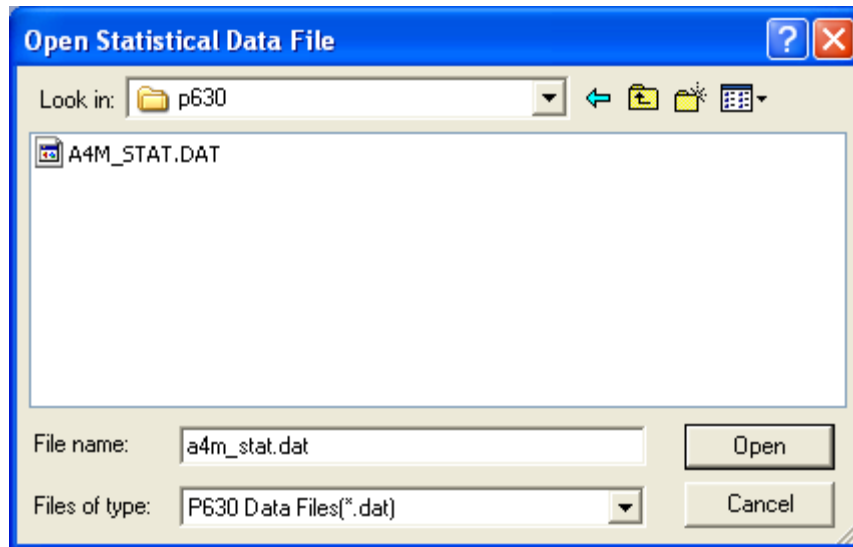 Open Statistical Data File
Look in: p630
A4M_STAT.DAT
File name: a4m_stat.dat Open
Files of type: P630 Data Files(*.dat) Cancel